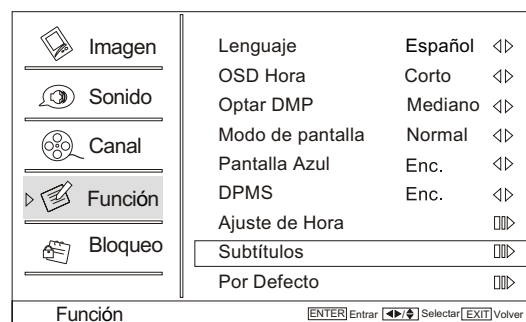 Imagen
Sonido
Canal
Función
Bloqueo
Lenguaje Español
OSD Hora Corto
Optar DMP Mediano
Modo de pantalla Normal
Pantalla Azul Enc.
DPMS Enc.
Ajuste de Hora
Subtítulos
Por Defecto
Función ENTER Entrar Selectar EXIT Volver